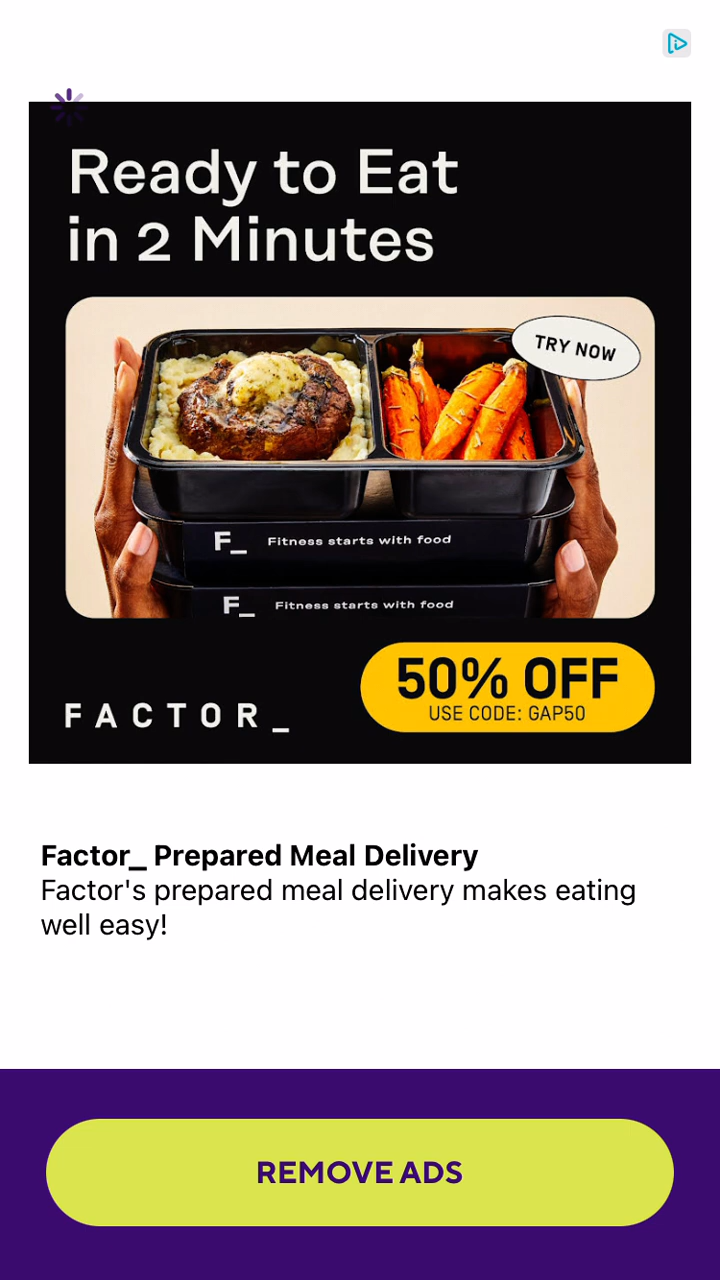 Ready to Eat
in 2 Minutes
TRY NOW
F_ Fitness starts with food
F_ Fitness starts with food
FACTOR_
50% OFF
USE CODE: GAP50
Factor_ Prepared Meal Delivery
Factor's prepared meal delivery makes eating
well easy!
REMOVE ADS